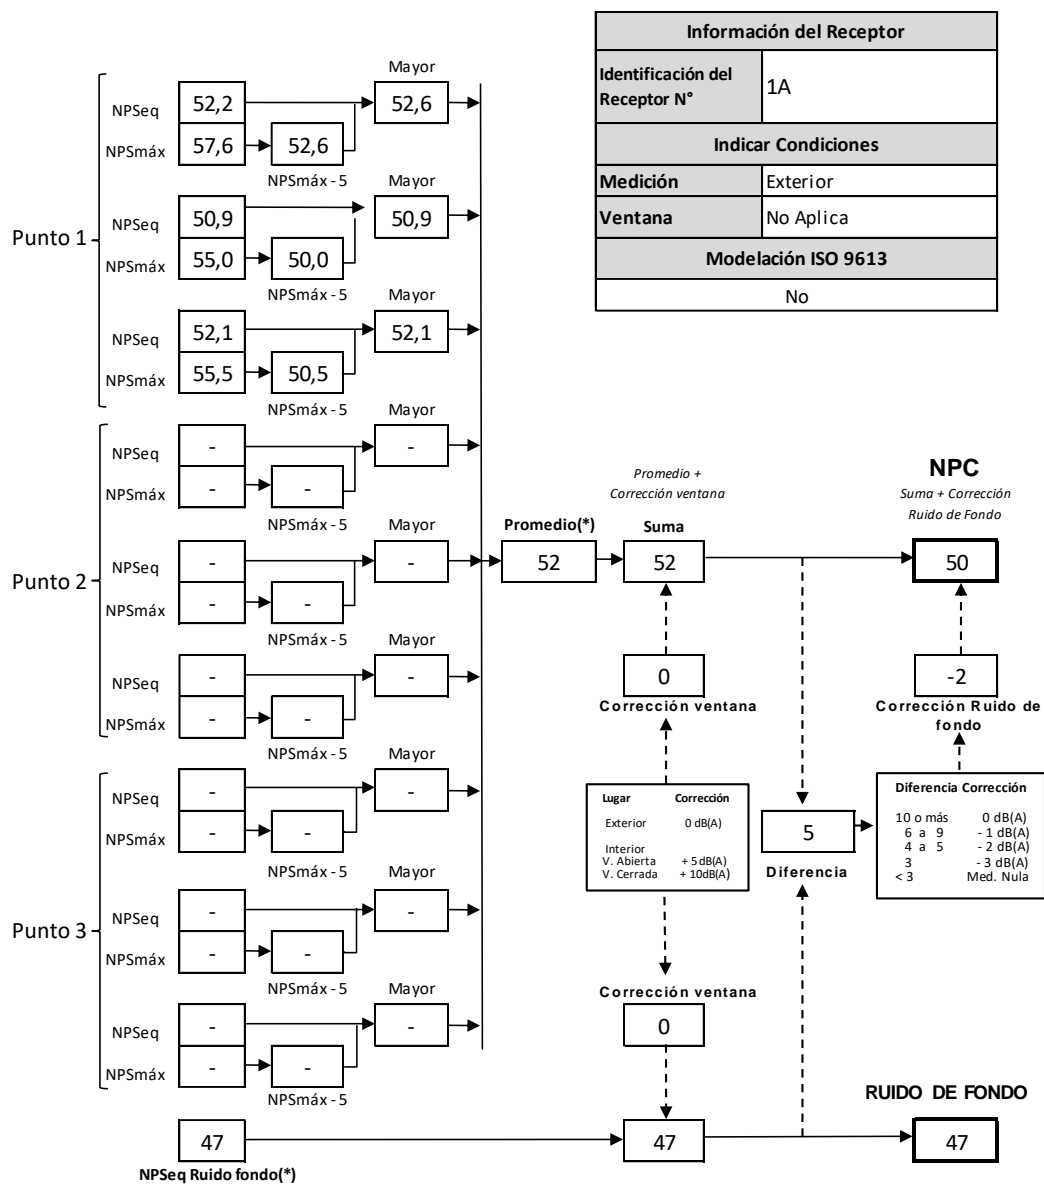 Información del Receptor
Identificación del Receptor N°
1A
Indicar Condiciones
Medición
Exterior
Ventana
No Aplica
Modelación ISO 9613
No
Punto 1
Mayor
NPSeq
52,2
52,6
NPSmáx
57,6
52,6
NPSmáx - 5
Mayor
NPSeq
50,9
50,9
NPSmáx
55,0
50,0
NPSmáx - 5
Mayor
NPSeq
52,1
52,1
NPSmáx
55,5
50,5
NPSmáx - 5
Punto 2
Mayor
NPSeq
-
-
NPSmáx
-
-
NPSmáx - 5
Mayor
NPSeq
-
-
NPSmáx
-
-
NPSmáx - 5
Mayor
NPSeq
-
-
NPSmáx
-
-
NPSmáx - 5
Punto 3
Mayor
NPSeq
-
-
NPSmáx
-
-
NPSmáx - 5
Mayor
NPSeq
-
-
NPSmáx
-
-
NPSmáx - 5
Mayor
NPSeq
-
-
NPSmáx
-
-
NPSmáx - 5
Promedio(*)
52
Promedio +
Corrección ventana
Suma
52
NPC
Suma + Corrección
Ruido de Fondo
50
0
Corrección ventana
-2
Corrección Ruido de
fondo
Lugar Corrección
Exterior 0 dB(A)
Interior
V. Abierta + 5 dB(A)
V. Cerrada + 10dB(A)
5
Diferencia
Diferencia Corrección
10 o más 0 dB(A)
6 a 9 - 1 dB(A)
4 a 5 - 2 dB(A)
3 - 3 dB(A)
< 3 Med. Nula
Corrección ventana
0
RUIDO DE FONDO
47
47
47
NPSeq Ruido fondo(*)